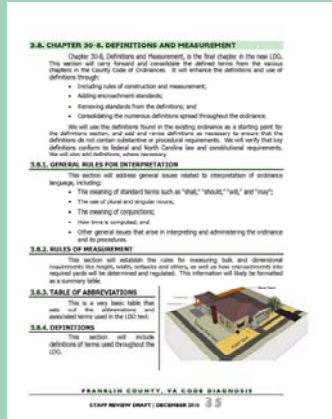 3.8. CHAPTER 30-8. DEFINITIONS AND MEASUREMENT
Chapter 30-8, Definitions and Measurement, is the final chapter in the new LDO.
This section will carry forward and consolidate the defined terms from the various
chapters in the County Code of Ordinances. It will enhance the definitions and use of
definitions through:
• Including rules of construction and measurement;
• Adding encroachment standards;
• Removing standards from the definitions; and
• Consolidating the numerous definitions spread throughout the ordinance.
We will use the definitions found in the existing ordinance as a starting point for
the definitions section, and add and revise definitions as necessary to ensure that the
definitions do not contain substantive or procedural requirements. We will verify that key
definitions conform to federal and North Carolina law and constitutional requirements.
We will also add definitions, where necessary.
3.8.1. GENERAL RULES FOR INTERPRETATION
This section will address general issues related to interpretation of ordinance
language, including:
• The meaning of standard terms such as "shall," "should," "will," and "may";
• The use of plural and singular nouns;
• The meaning of conjunctions;
• How time is computed; and
• Other general issues that arise in interpreting and administering the ordinance
and its procedures.
3.8.2. RULES OF MEASUREMENT
This section will establish the rules for measuring bulk and dimensional
requirements like height, width, setbacks and others, as well as how encroachments into
required yards will be determined and regulated. This information will likely be formatted
as a summary table.
3.8.3. TABLE OF ABBREVIATIONS
This is a very basic table that
sets out the abbreviations and
associated terms used in the LDO text.
3.8.4. DEFINITIONS
This section will include
definitions of terms used throughout the
LDO.
FRANKLIN COUNTY, VA CODE DIAGNOSIS
STAFF REVIEW DRAFT | DECEMBER 2010 35